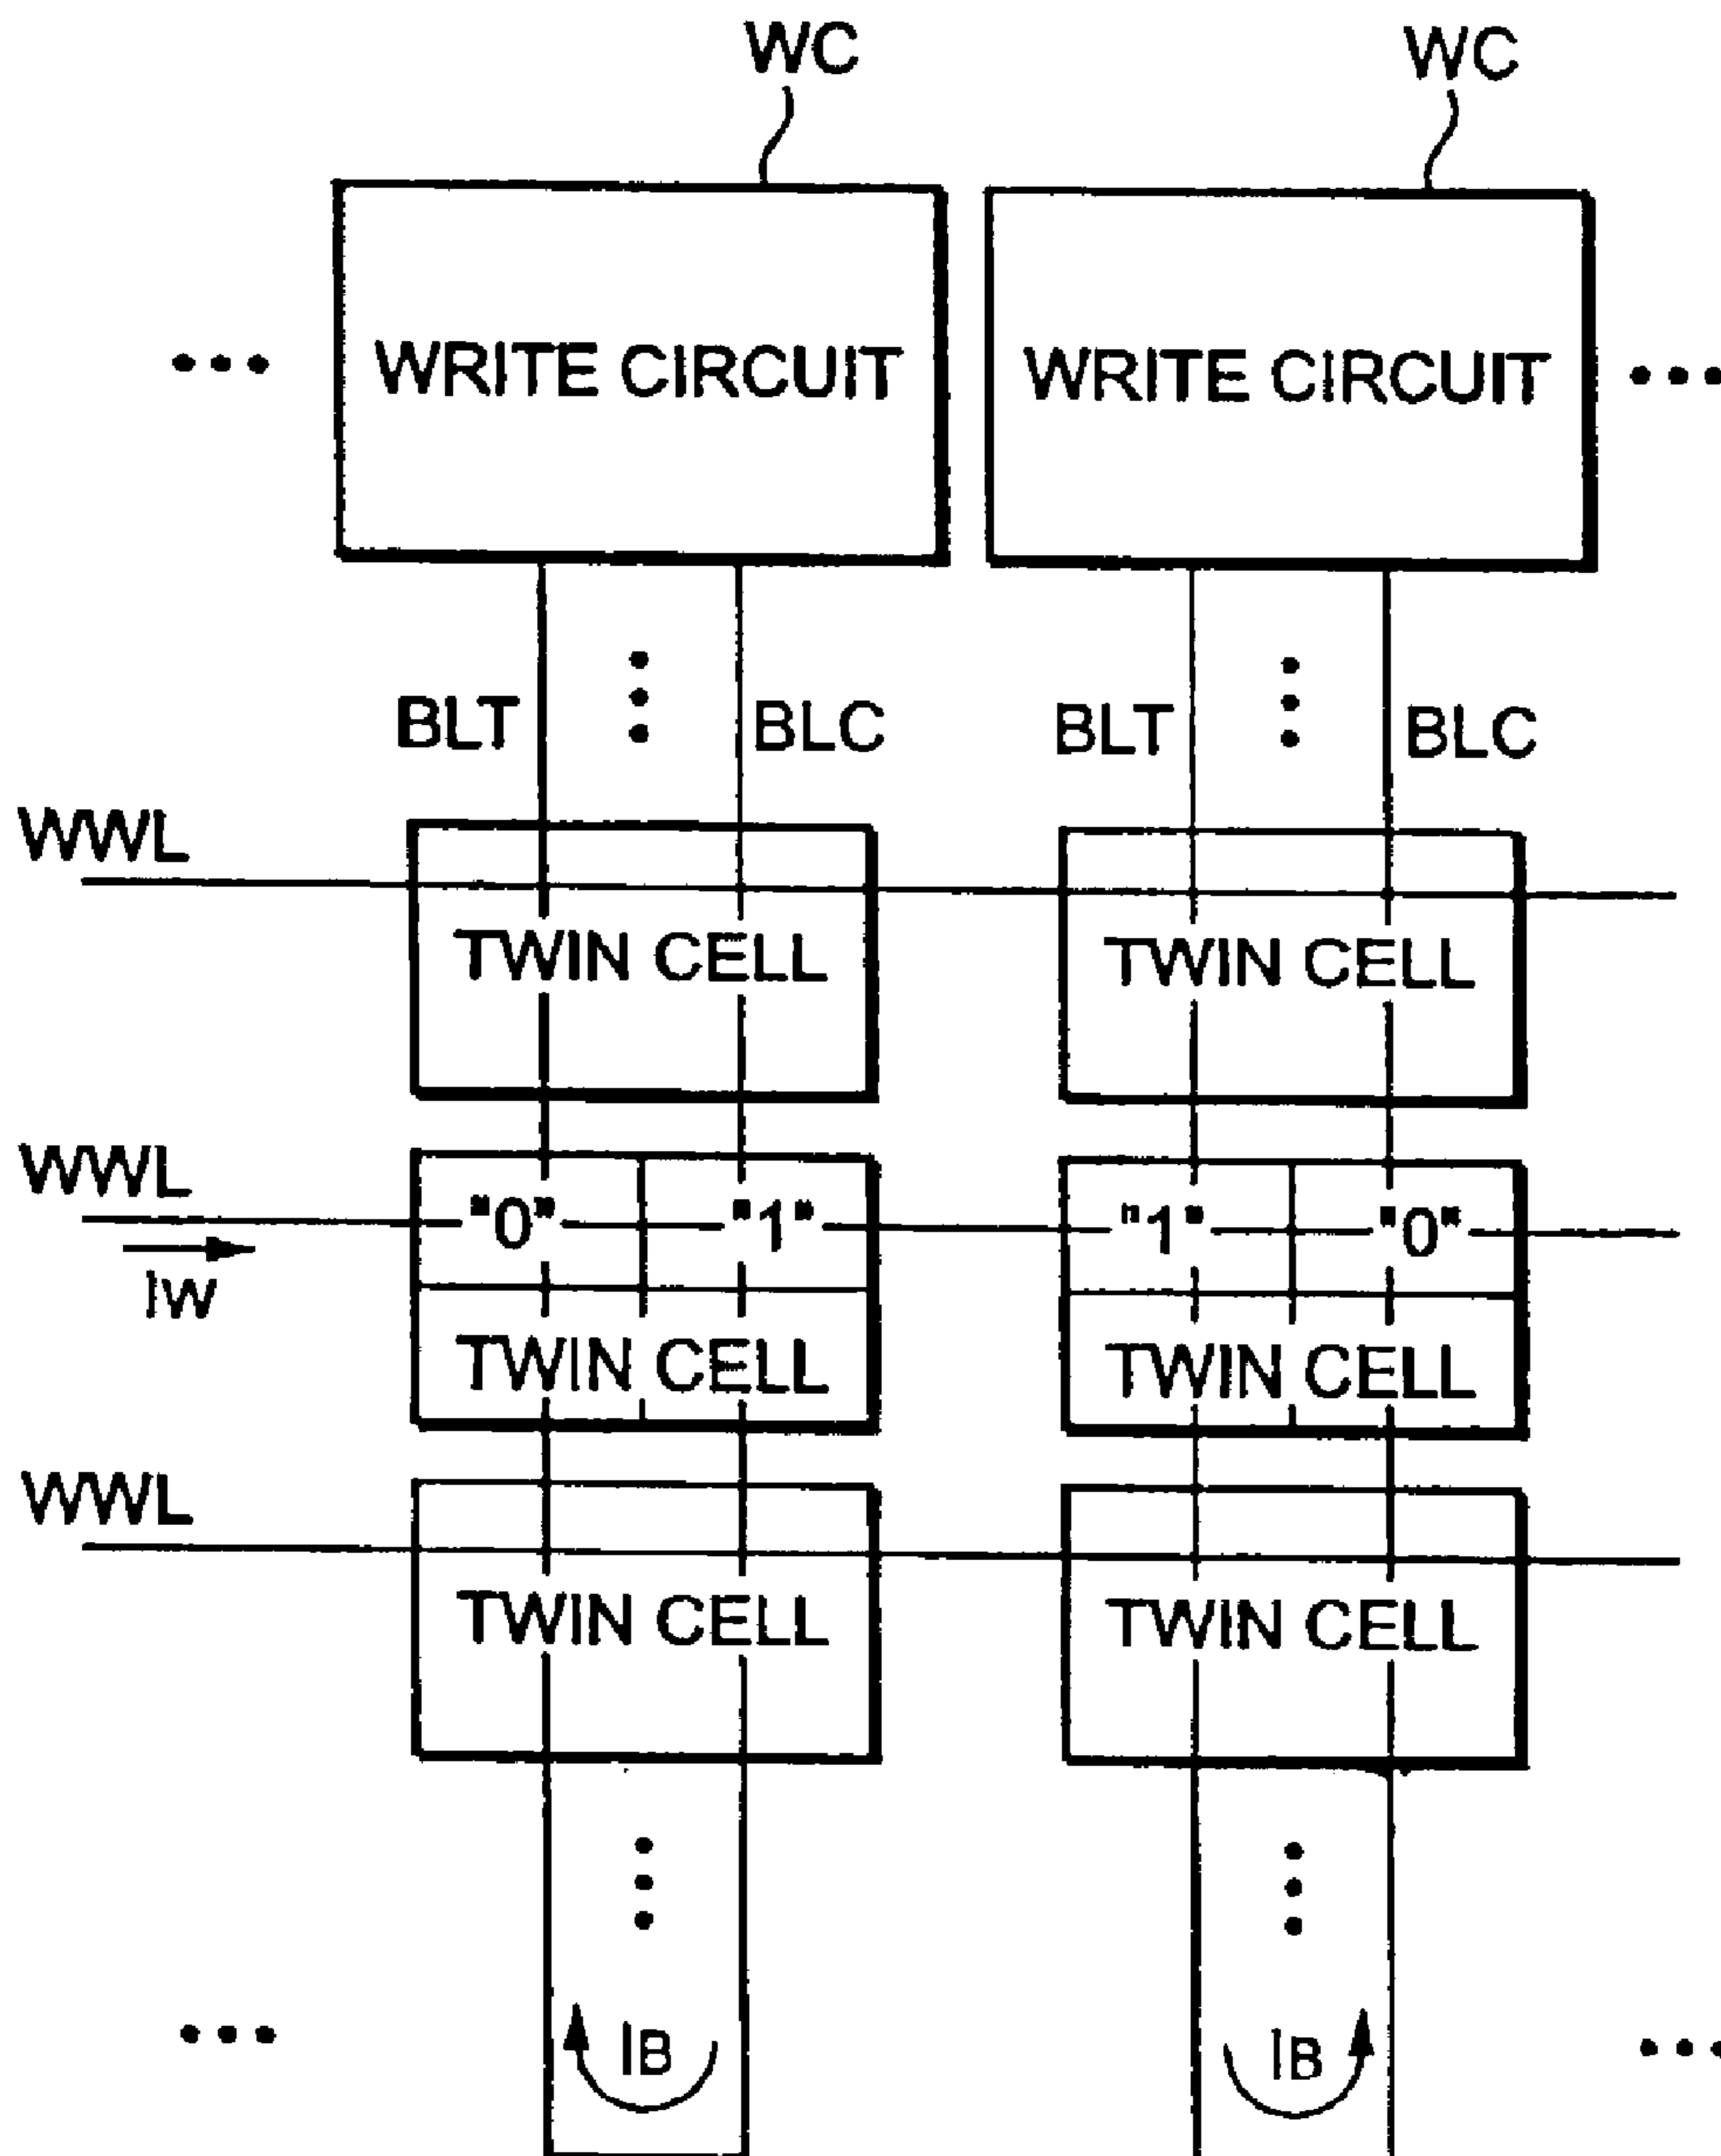 WC WC
••• WRITE CIRCUIT WRITE CIRCUIT •••
BLT BLC BLT BLC
WWL
TWIN CELL TWIN CELL
WWL "0" "1" "1" "0"
IW
TWIN CELL TWIN CELL
WWL
TWIN CELL TWIN CELL
••• IB IB •••